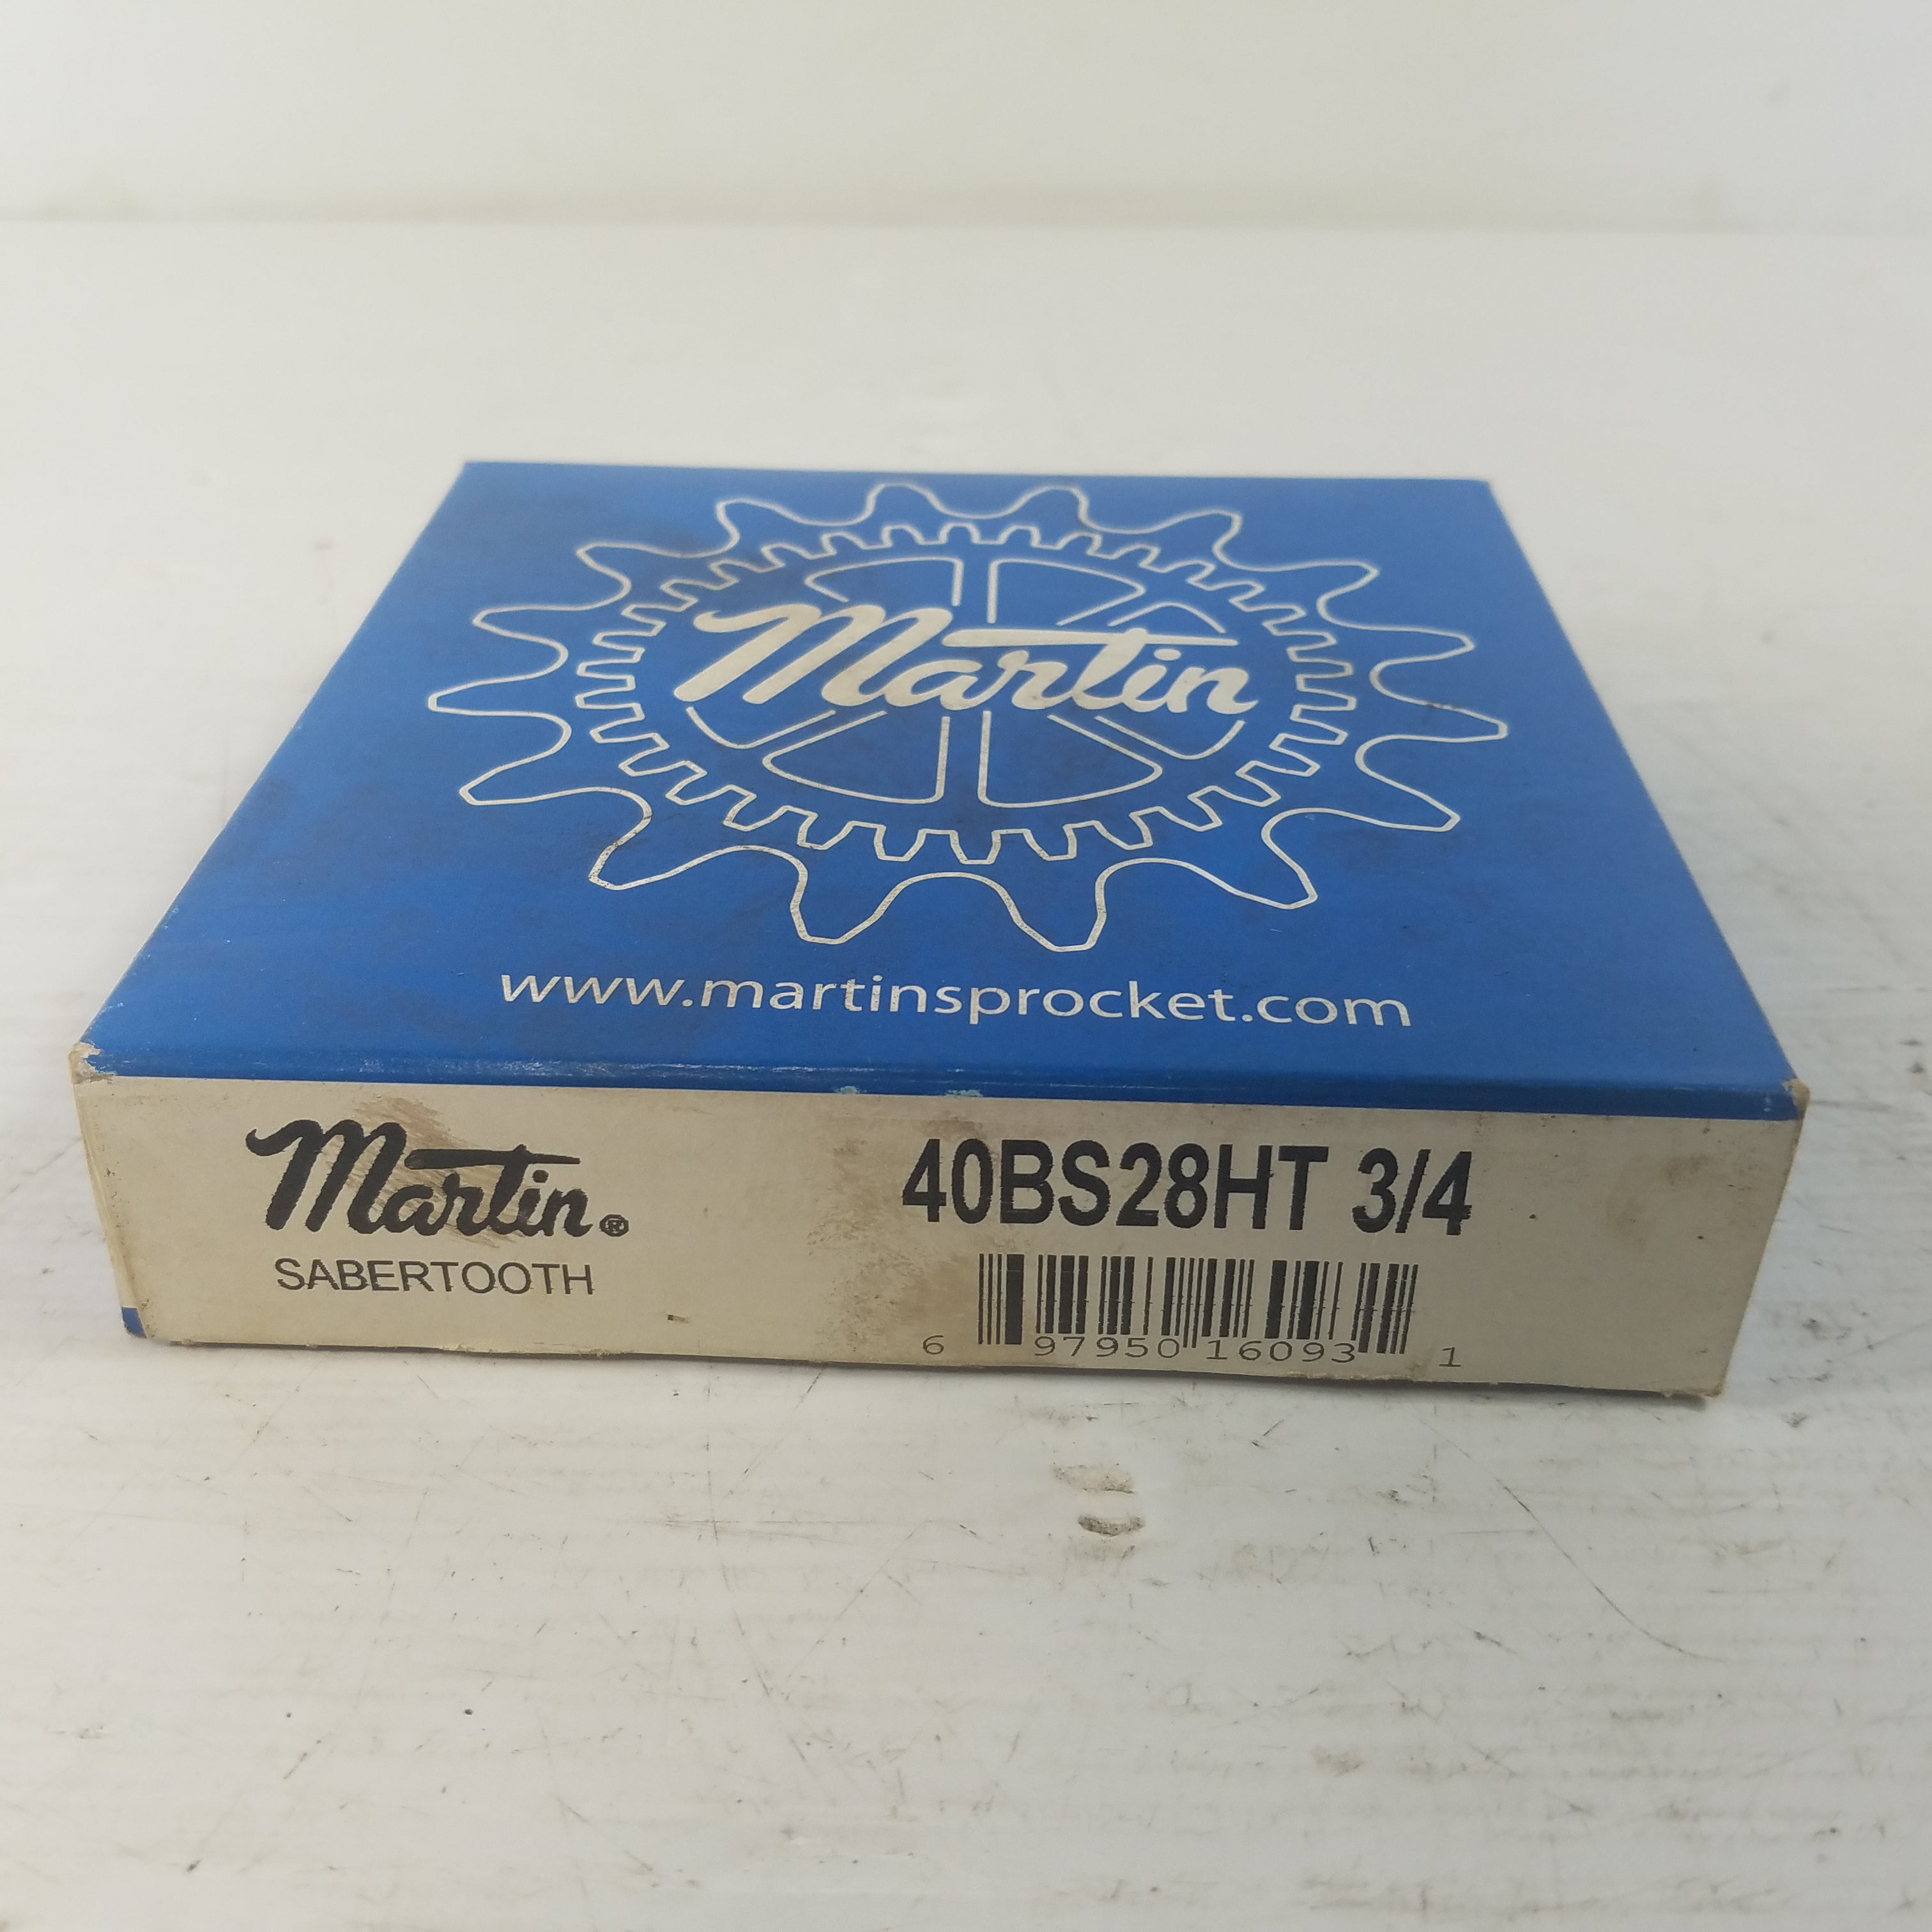 Martin
www.martinsprocket.com
Martin®
SABERTOOTH
40BS28HT 3/4
6 97950 16093 1